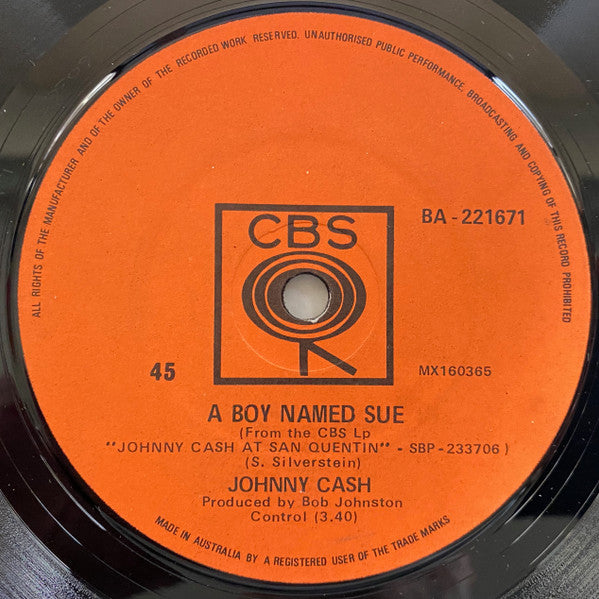 ALL RIGHTS OF THE MANUFACTURER AND OF THE OWNER OF THE RECORDED WORK RESERVED. UNAUTHORISED PUBLIC PERFORMANCE, BROADCASTING AND COPYING OF THIS RECORD PROHIBITED
CBS
BA-221671
45
MX160365
A BOY NAMED SUE
(From the CBS Lp
"JOHNNY CASH AT SAN QUENTIN" - SBP-233706)
(S. Silverstein)
JOHNNY CASH
Produced by Bob Johnston
Control (3.40)
MADE IN AUSTRALIA BY A REGISTERED USER OF THE TRADE MARKS